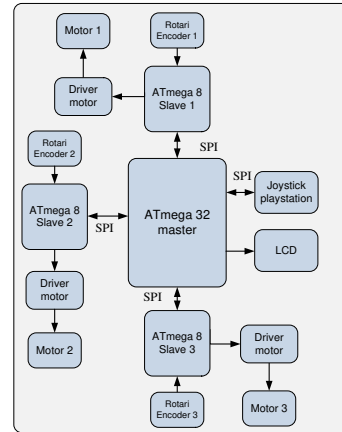 Motor 1
Rotari
Encoder 1
Driver
motor
ATmega 8
Slave 1
SPI
Rotari
Encoder 2
ATmega 8
Slave 2
SPI
ATmega 32
master
SPI
Joystick
playstation
LCD
Driver
motor
Motor 2
SPI
ATmega 8
Slave 3
Driver
motor
Rotari
Encoder 3
Motor 3